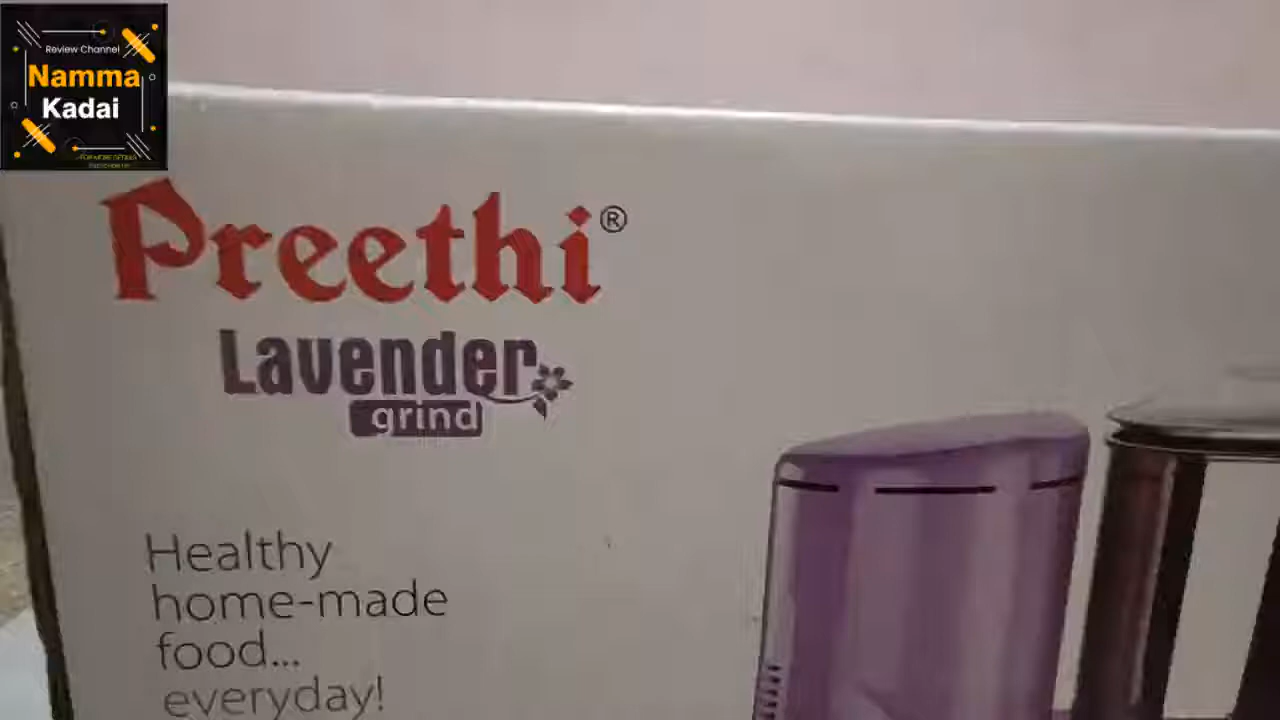 Review Channel
Namma
Kadai
Preethi®
Lavender
grind
Healthy
home-made
food...
everyday!